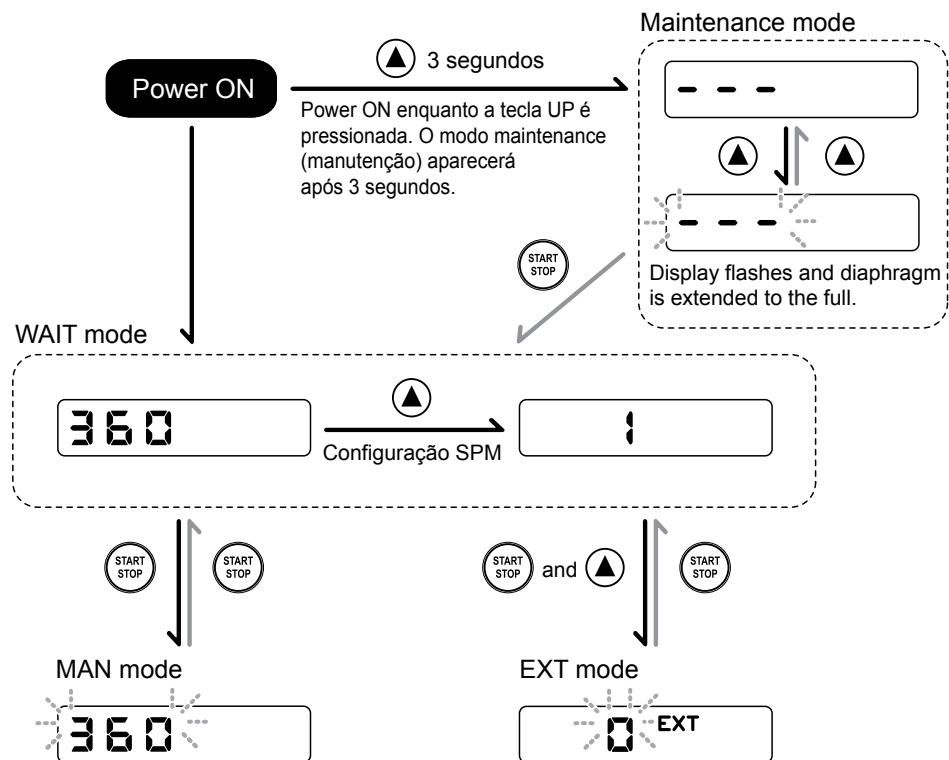 Maintenance mode
3 segundos
Power ON
Power ON enquanto a tecla UP é
pressionada. O modo maintenance
(manutenção) aparecerá
após 3 segundos.
- - -
- - -
START
STOP
Display flashes and diaphragm
is extended to the full.
WAIT mode
360
Configuração SPM
1
START
STOP
START
STOP
START
STOP
and
START
STOP
MAN mode
360
EXT mode
0 EXT